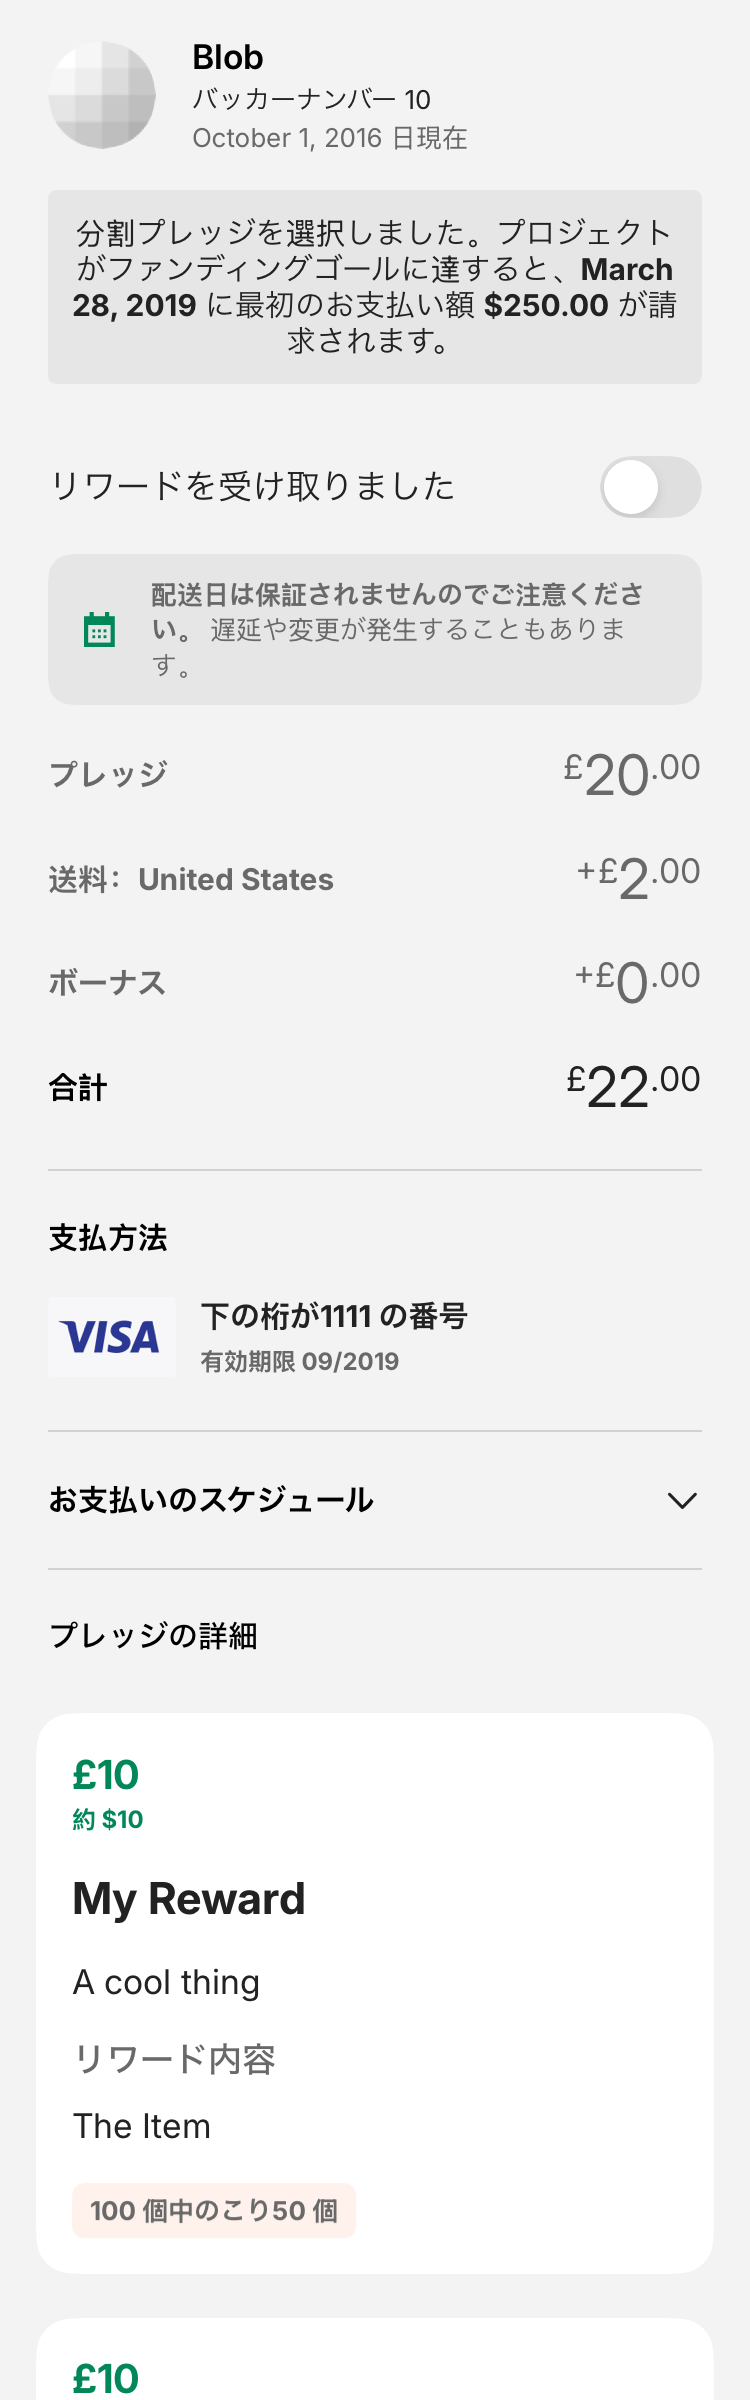 Blob
バッカーナンバー 10
October 1, 2016 日現在
分割プレッジを選択しました。プロジェクト
がファンディングゴールに達すると、March
28, 2019 に最初のお支払い額 $250.00 が請
求されます。
リワードを受け取りました
配送日は保証されませんのでご注意くださ
い。 遅延や変更が発生することもありま
す。
プレッジ £20.00
送料： United States +£2.00
ボーナス +£0.00
合計 £22.00
支払方法
VISA
下の桁が1111 の番号
有効期限 09/2019
お支払いのスケジュール
プレッジの詳細
£10
約 $10
My Reward
A cool thing
リワード内容
The Item
100 個中のこり50 個
£10